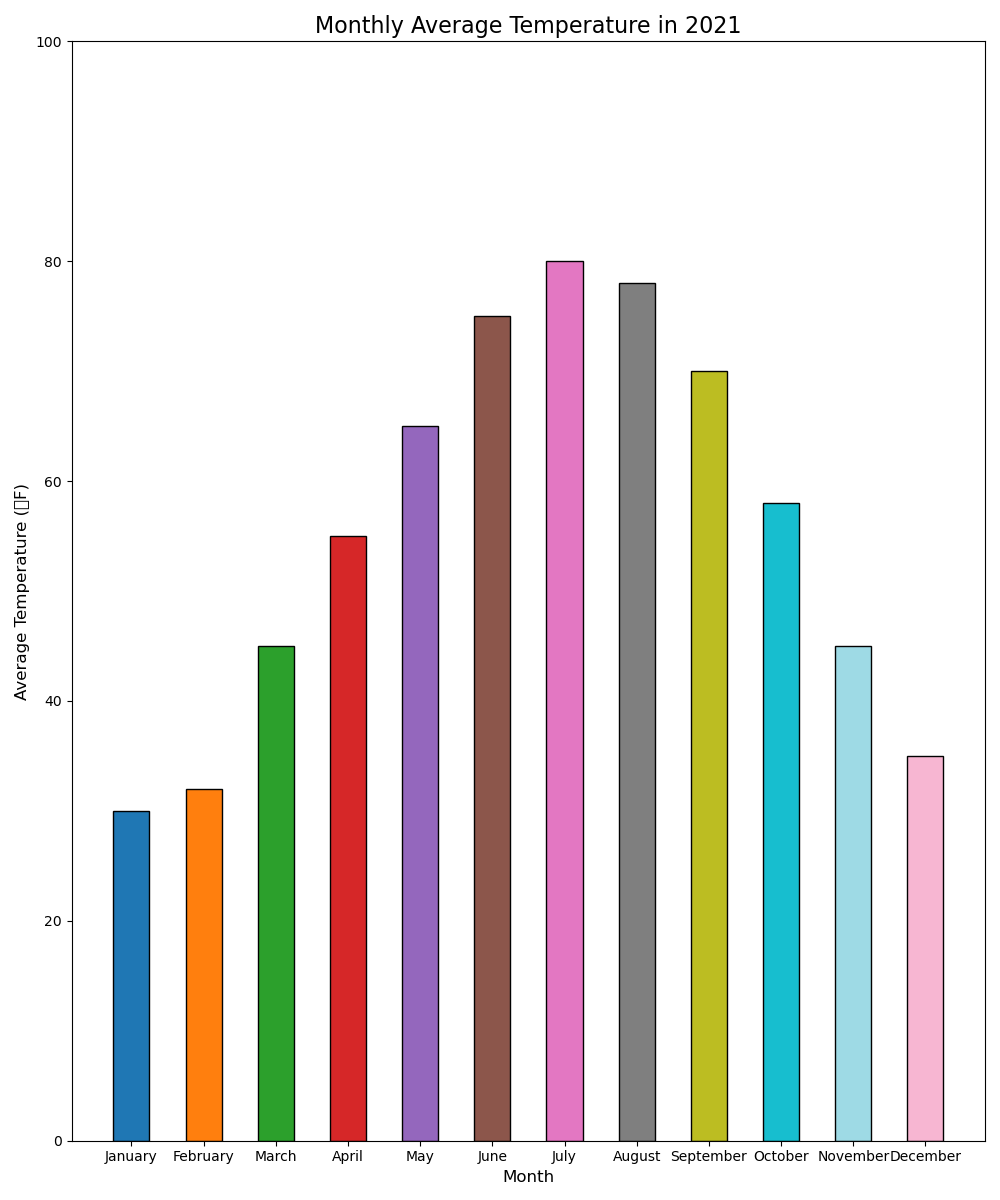 Monthly Average Temperature in 2021
100
80
60
40
20
0
Average Temperature (▯F)
January February March April May June July August September October November December
Month